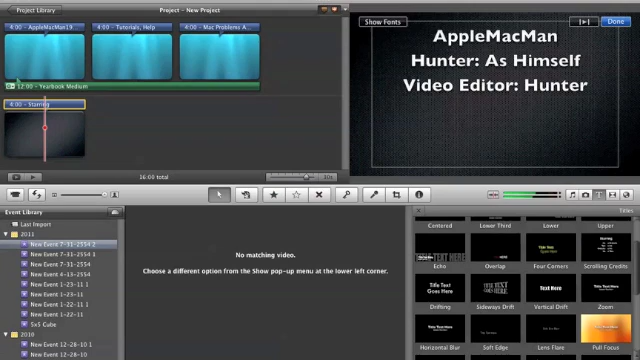 Project Library
Project - New Project
4:00 - AppleMacMan19
4:00 - Tutorials, Help
4:00 - Mac Problems A...
12:00 - Yearbook Medium
4:00 - Starring
16:00 total
10s
Show Fonts
Done
AppleMacMan
Hunter: As Himself
Video Editor: Hunter
Event Library
Last Import
2011
New Event 7-31-2554 2
New Event 7-31-2554 1
New Event 7-31-2554
New Event 4-13-2554
New Event 1-23-11 1
New Event 1-22-11 1
New Event 1-22-11
5x5 Cube
2010
New Event 12-28-10 1
New Event 12-28-10
No matching video.
Choose a different option from the Show pop-up menu at the lower left corner.
Titles
Centered
Lower Third
Lower
Upper
Echo
Overlap
Four Corners
Scrolling Credits
Title Text Goes Here
Text Here
Drifting
Sideways Drift
Vertical Drift
Zoom
Horizontal Blur
Soft Edge
Lens Flare
Pull Focus